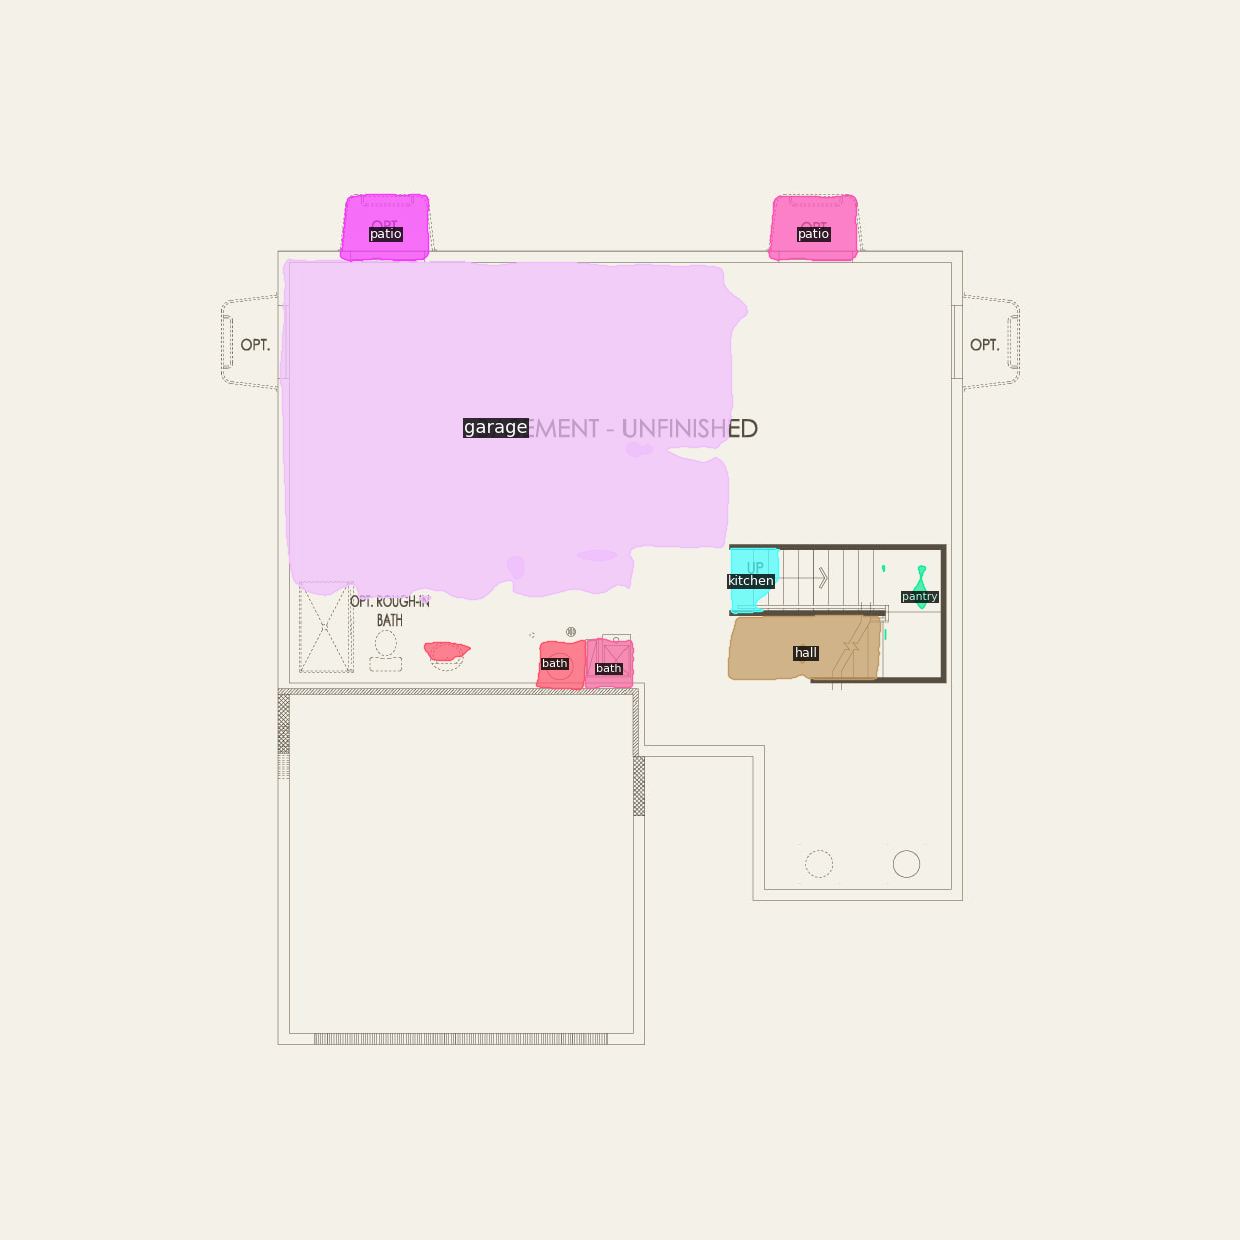 OPT.
patio
OPT.
patio
OPT.
OPT.
garage
EMENT - UNFINISHED
UP
kitchen
pantry
OPT. ROUGH-IN
BATH
hall
bath
bath